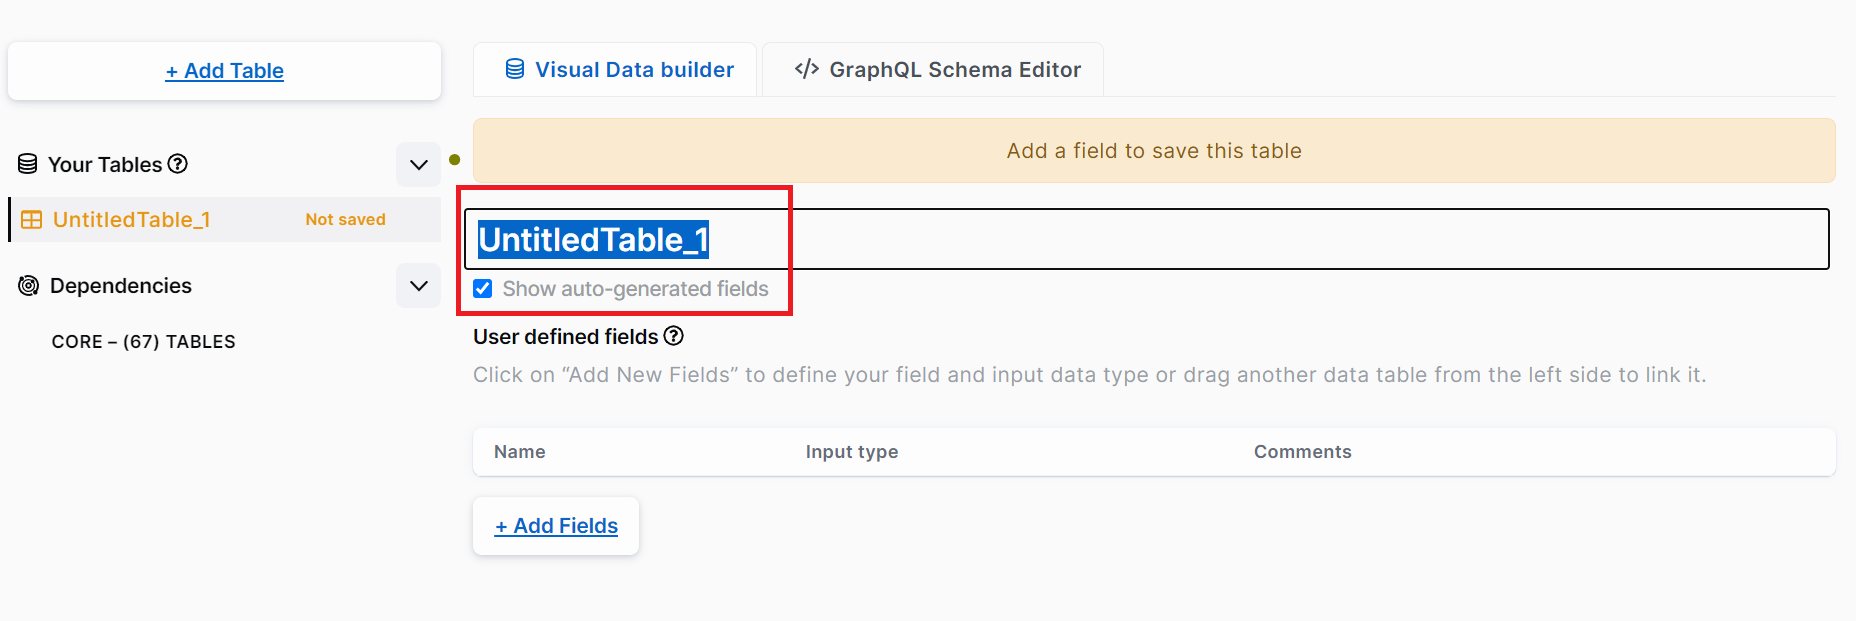 + Add Table
Visual Data builder
</> GraphQL Schema Editor
Your Tables
UntitledTable_1
Not saved
Dependencies
CORE – (67) TABLES
Add a field to save this table
UntitledTable_1
Show auto-generated fields
User defined fields
Click on “Add New Fields” to define your field and input data type or drag another data table from the left side to link it.
Name Input type Comments
+ Add Fields